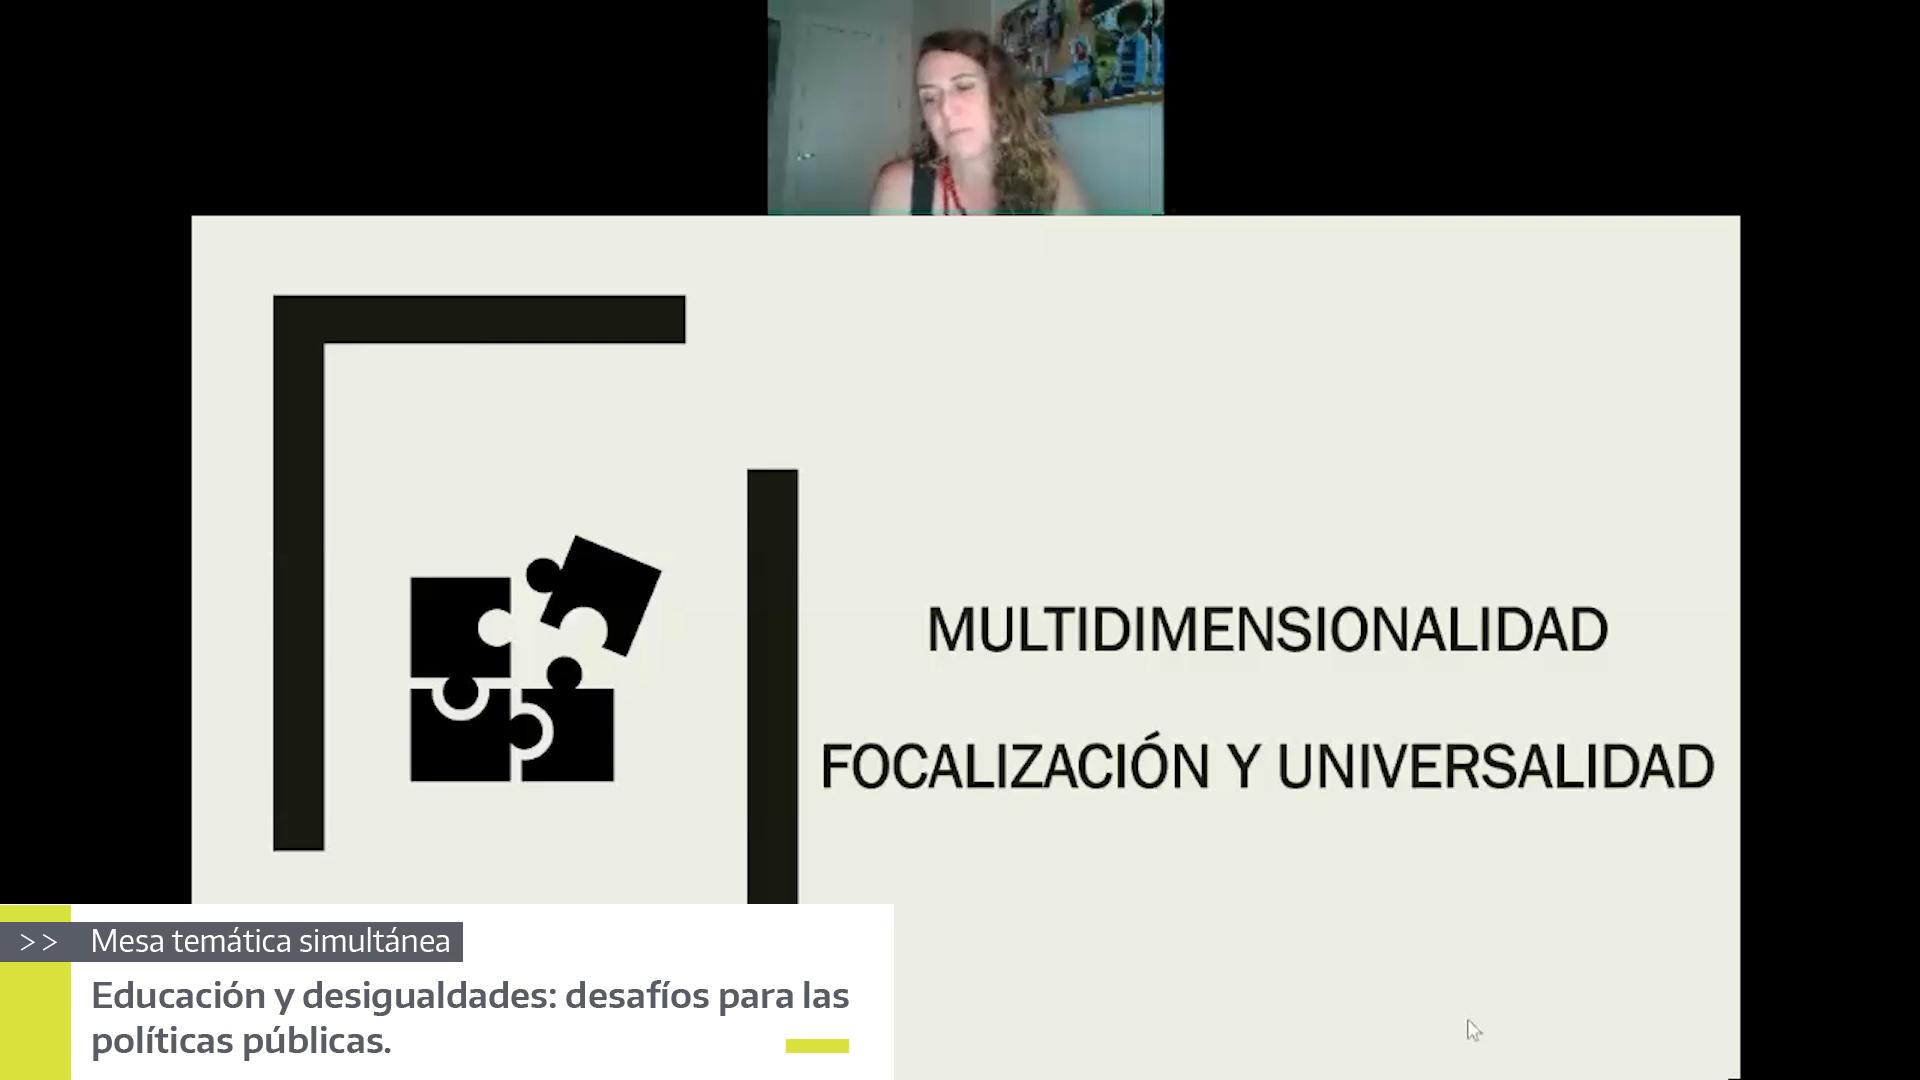 MULTIDIMENSIONALIDAD
FOCALIZACIÓN Y UNIVERSALIDAD
>> Mesa temática simultánea
Educación y desigualdades: desafíos para las
políticas públicas.